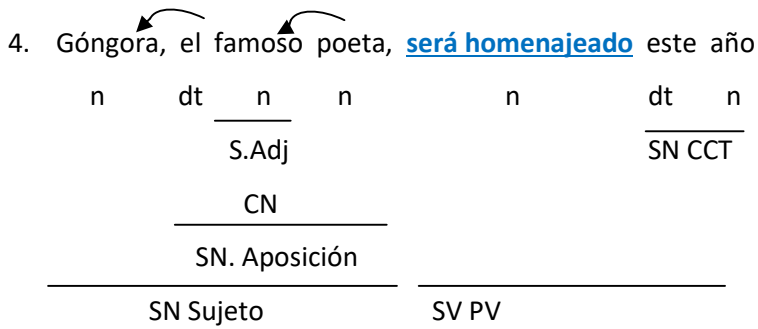 4. Góngora, el famoso poeta, será homenajeado este año
n dt n n n dt n
S.Adj SN CCT
CN
SN. Aposición
SN Sujeto SV PV